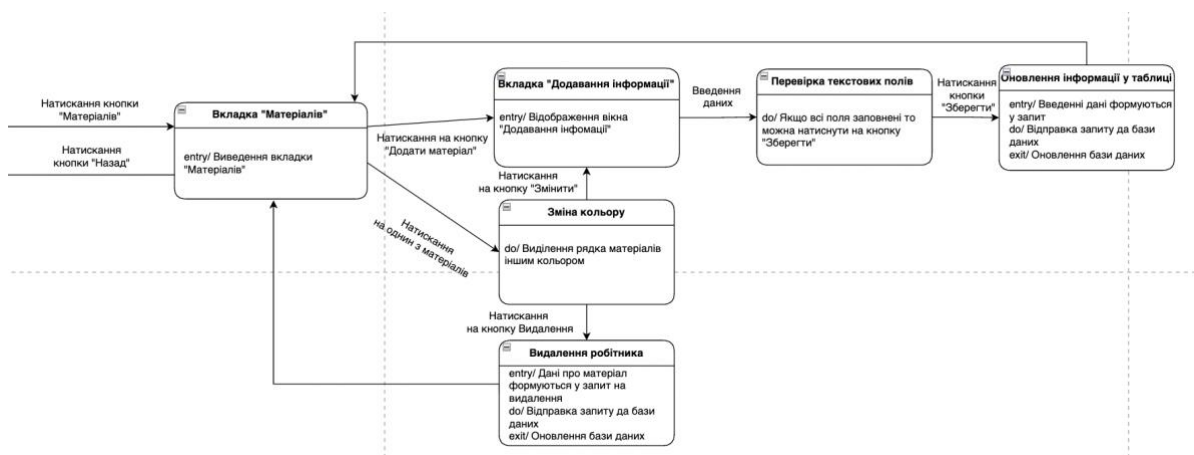 Натискання кнопки
"Матеріалів"
Натискання
кнопки "Назад"
Вкладка "Матеріалів"
entry/ Виведення вкладки
"Матеріалів"
Натискання на кнопку
"Додати матеріал"
Натискання
на однин з матеріалів
Вкладка "Додавання інформації"
entry/ Відображення вікна
"Додавання інфомації"
Введення
даних
Перевірка текстових полів
do/ Якщо всі поля заповнені то
можна натиснути на кнопку
"Зберегти"
Натискання
кнопки
"Зберегти"
Оновлення інформації у таблиці
entry/ Введенні дані формуються
у запит
do/ Відправка запиту да бази
даних
exit/ Оновлення бази даних
Натискання
на кнопку "Змінити"
Зміна кольору
do/ Виділення рядка матеріалів
іншим кольором
Натискання
на кнопку Видалення
Видалення робітника
entry/ Дані про матеріал
формуються у запит на
видалення
do/ Відправка запиту да бази
даних
exit/ Оновлення бази даних